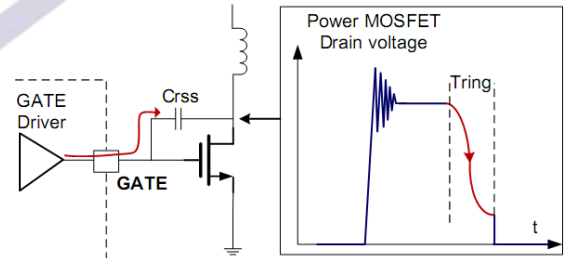 Power MOSFET
Drain voltage
Tring
t
GATE
Driver
Crss
GATE